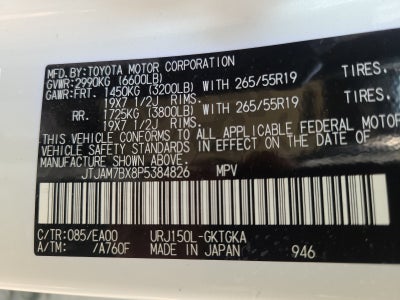 MFD. BY: TOYOTA MOTOR CORPORATION
GVWR: 2990KG (6600LB)
GAWR: FRT. 1450KG (3200LB) WITH 265/55R19 TIRES.
19X7 1/2J RIMS.
RR. 1725KG (3800LB) WITH 265/55R19 TIRES.
19X7 1/2J RIMS.
THIS VEHICLE CONFORMS TO ALL APPLICABLE FEDERAL MOTOR
VEHICLE SAFETY STANDARDS IN EFFECT ON THE DATE OF
MANUFACTURE SHOWN ABOVE.
JTJAM7BX8P5384826 MPV
C/TR: 085/EA00 URJ150L-GKTGKA
A/TM: /A760F MADE IN JAPAN 946